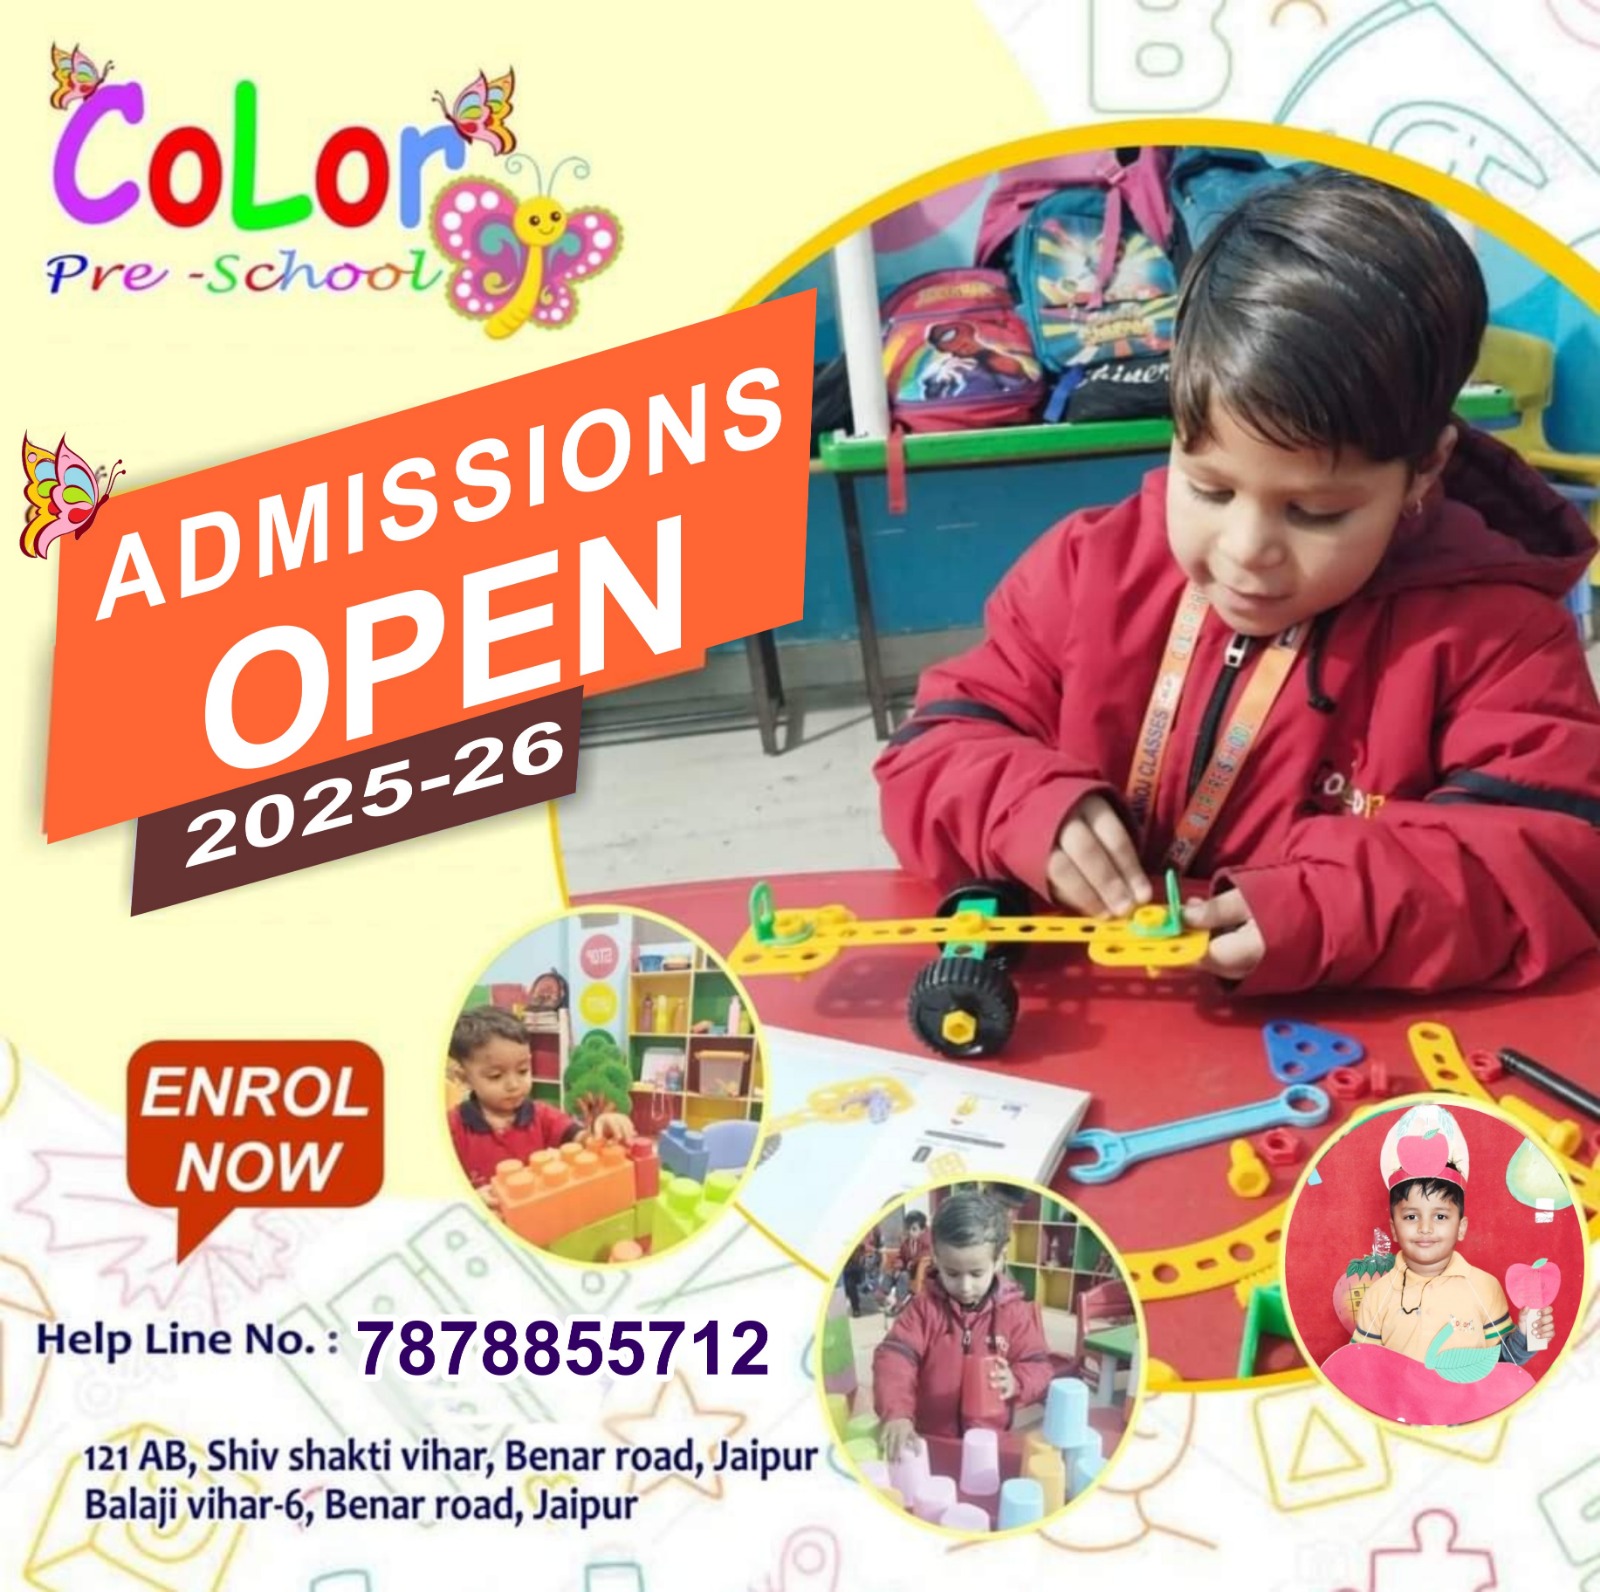 CoLor
Pre-School
ADMISSIONS
OPEN
2025-26
ENROL
NOW
Help Line No. : 7878855712
121 AB, Shiv shakti vihar, Benar road, Jaipur
Balaji vihar-6, Benar road, Jaipur
STOP